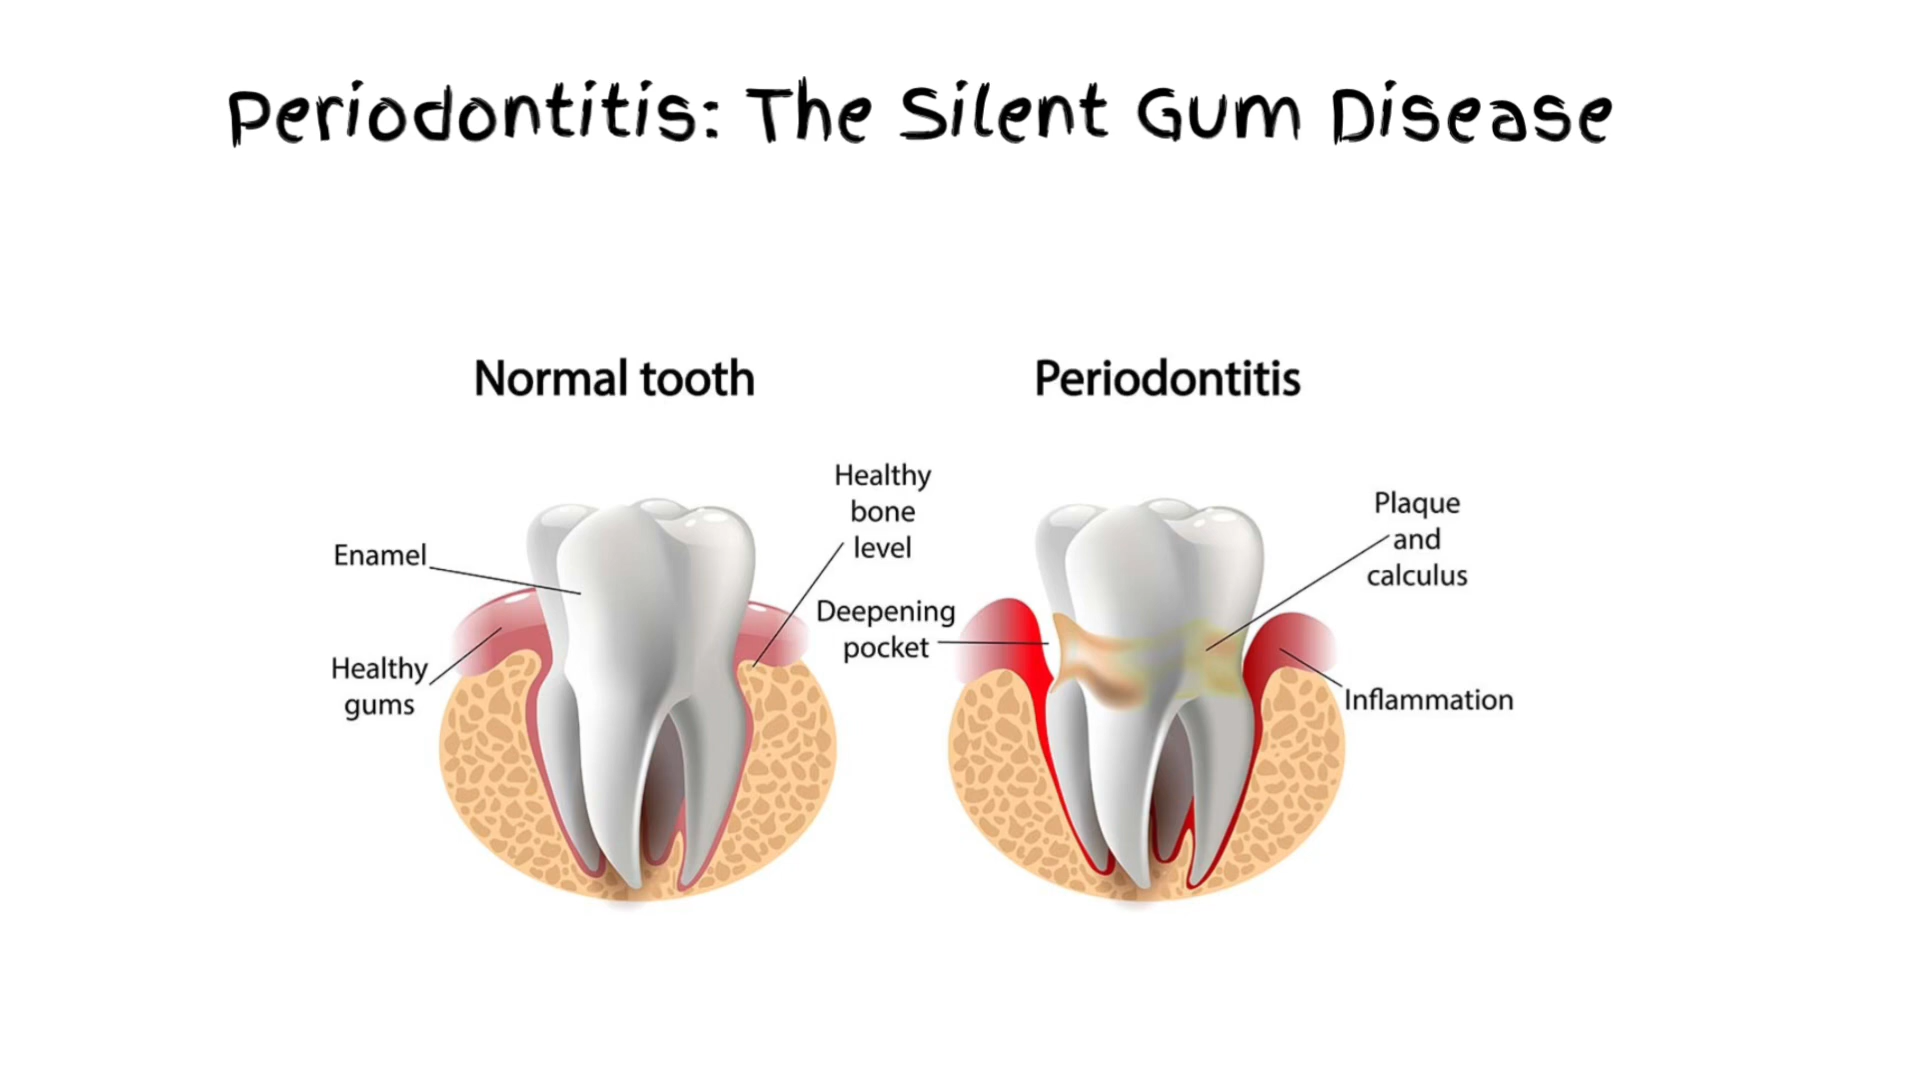 Periodontitis: The Silent Gum Disease
Normal tooth
Enamel
Healthy
gums
Healthy
bone
level
Periodontitis
Deepening
pocket
Plaque
and
calculus
Inflammation